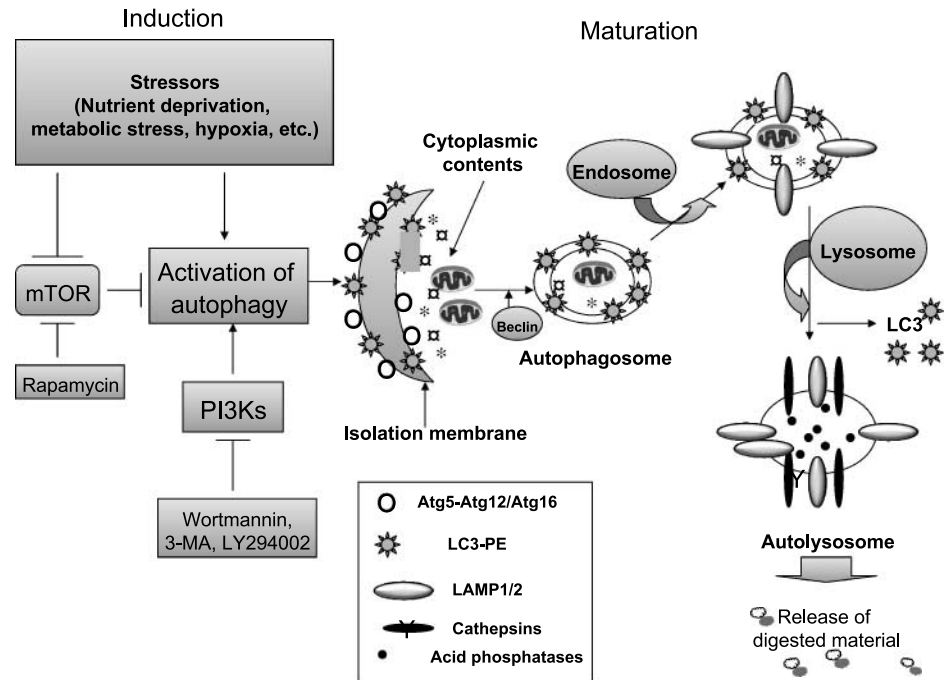 Induction
Maturation
Stressors
(Nutrient deprivation,
metabolic stress, hypoxia, etc.)
Cytoplasmic
contents
Endosome
Lysosome
mTOR
Activation of
autophagy
Beclin
LC3
Rapamycin
Autophagosome
PI3Ks
Isolation membrane
Wortmannin,
3-MA, LY294002
Atg5-Atg12/Atg16
LC3-PE
LAMP1/2
Cathepsins
Acid phosphatases
Y
Autolysosome
Release of
digested material